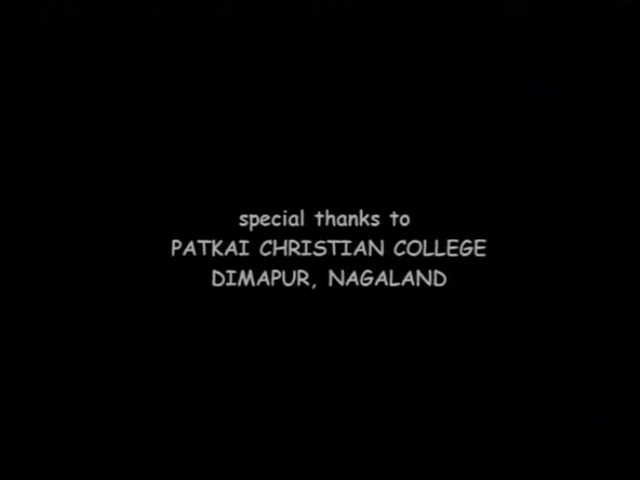 special thanks to
PATKAI CHRISTIAN COLLEGE
DIMAPUR, NAGALAND